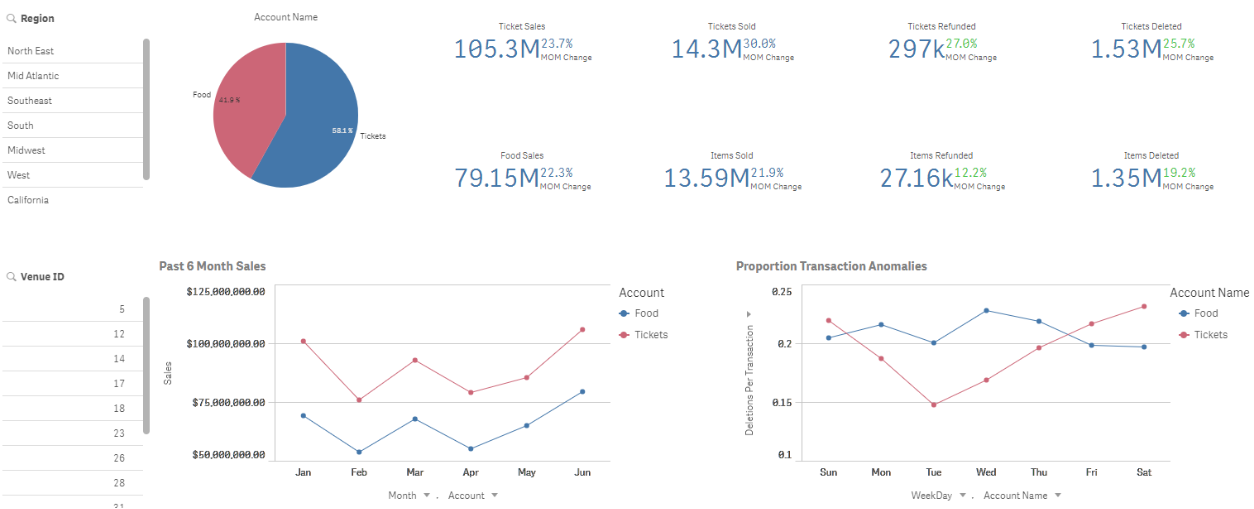 Region
North East
Mid Atlantic
Southeast
South
Midwest
West
California
Account Name
Food
41.9 %
58.1 %
Tickets
Ticket Sales
105.3M 23.7%
MOM Change
Tickets Sold
14.3M 30.0%
MOM Change
Tickets Refunded
297k 27.0%
MOM Change
Tickets Deleted
1.53M 25.7%
MOM Change
Food Sales
79.15M 22.3%
MOM Change
Items Sold
13.59M 21.9%
MOM Change
Items Refunded
27.16k 12.2%
MOM Change
Items Deleted
1.35M 19.2%
MOM Change
Venue ID
5
12
14
17
18
23
26
28
31
Past 6 Month Sales
$125,000,000.00
$100,000,000.00
$75,000,000.00
$50,000,000.00
Sales
Jan Feb Mar Apr May Jun
Month . Account
Account
Food
Tickets
Proportion Transaction Anomalies
0.25
0.2
0.15
0.1
Deletions Per Transaction
Sun Mon Tue Wed Thu Fri Sat
WeekDay . Account Name
Account Name
Food
Tickets